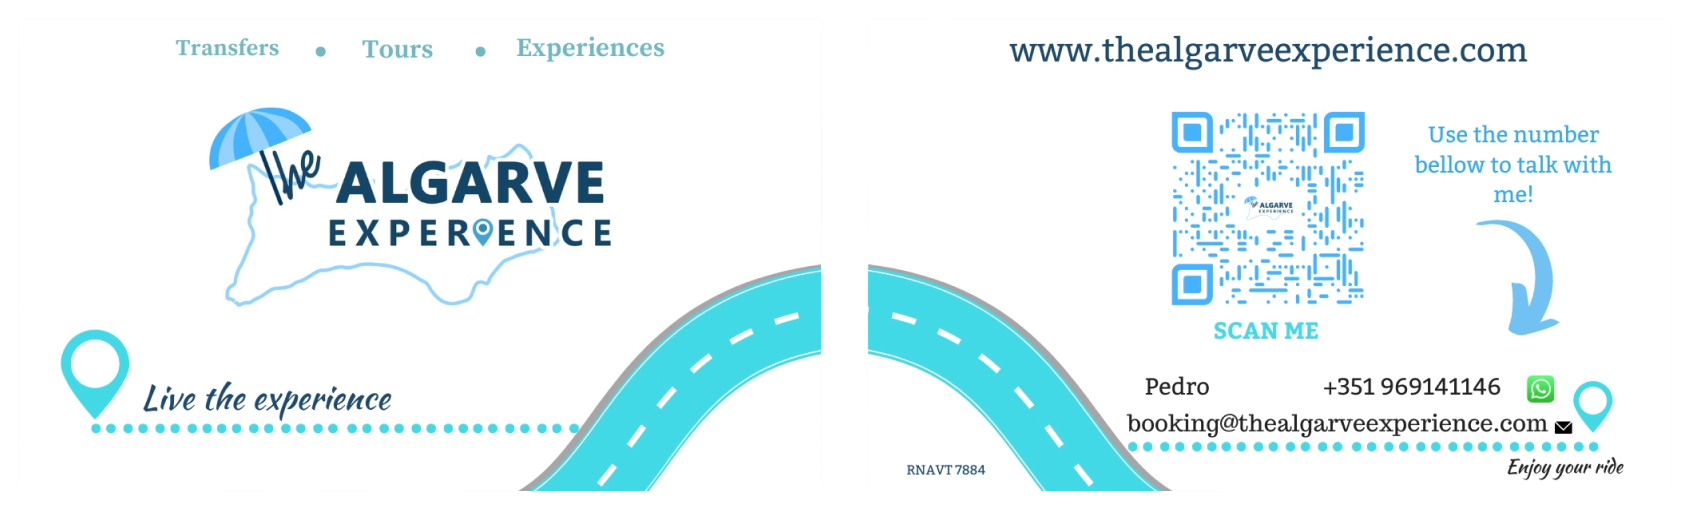 Transfers • Tours • Experiences
The ALGARVE
EXPERIENCE
Live the experience
www.thealgarveexperience.com
The ALGARVE
EXPERIENCE
SCAN ME
Use the number
bellow to talk with
me!
Pedro +351 969141146
booking@thealgarveexperience.com
RNAVT 7884
Enjoy your ride